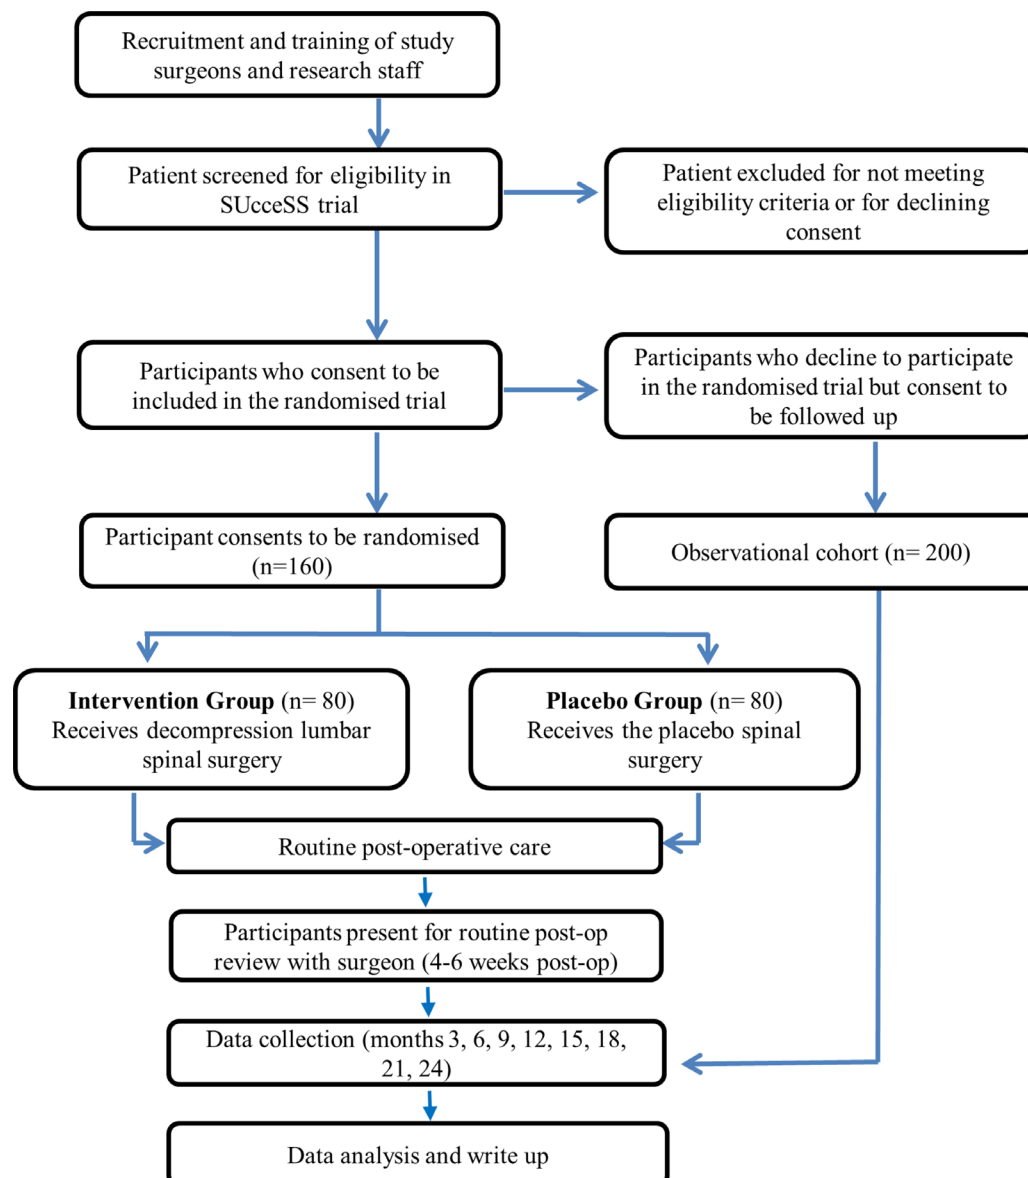 Recruitment and training of study
surgeons and research staff
Patient screened for eligibility in
SUcceSS trial
Patient excluded for not meeting
eligibility criteria or for declining
consent
Participants who consent to be
included in the randomised trial
Participants who decline to participate
in the randomised trial but consent to
be followed up
Participant consents to be randomised
(n=160)
Observational cohort (n= 200)
Intervention Group (n= 80)
Receives decompression lumbar
spinal surgery
Placebo Group (n= 80)
Receives the placebo spinal
surgery
Routine post-operative care
Participants present for routine post-op
review with surgeon (4-6 weeks post-op)
Data collection (months 3, 6, 9, 12, 15, 18,
21, 24)
Data analysis and write up